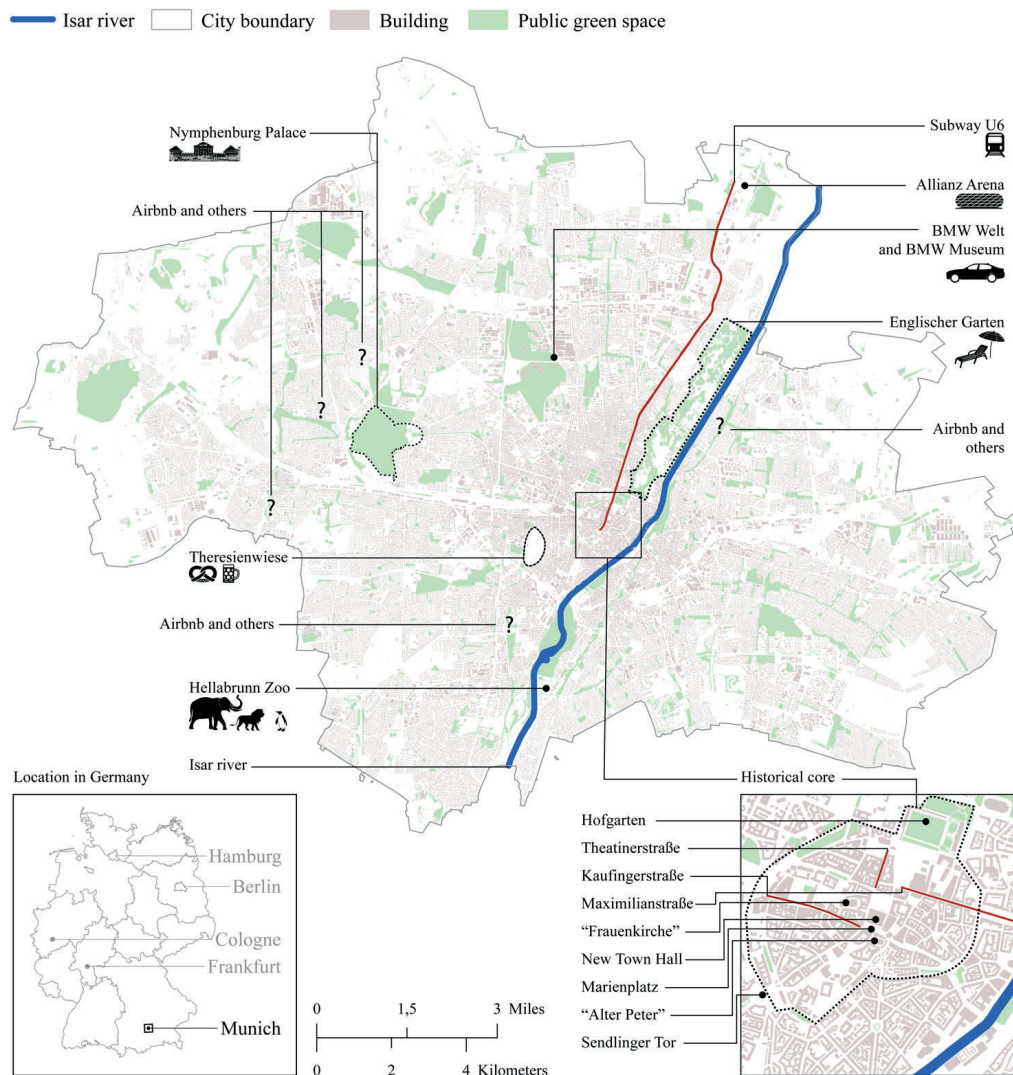 Isar river
City boundary
Building
Public green space
Nymphenburg Palace
Subway U6
Allianz Arena
Airbnb and others
BMW Welt
and BMW Museum
Englischer Garten
?
?
?
Airbnb and
others
?
Theresienwiese
Airbnb and others
?
Hellabrunn Zoo
Isar river
Location in Germany
Historical core
Hamburg
Berlin
Cologne
Frankfurt
Munich
0 1,5 3 Miles
0 2 4 Kilometers
Hofgarten
Theatinerstraße
Kaufingerstraße
Maximilianstraße
“Frauenkirche”
New Town Hall
Marienplatz
“Alter Peter”
Sendlinger Tor